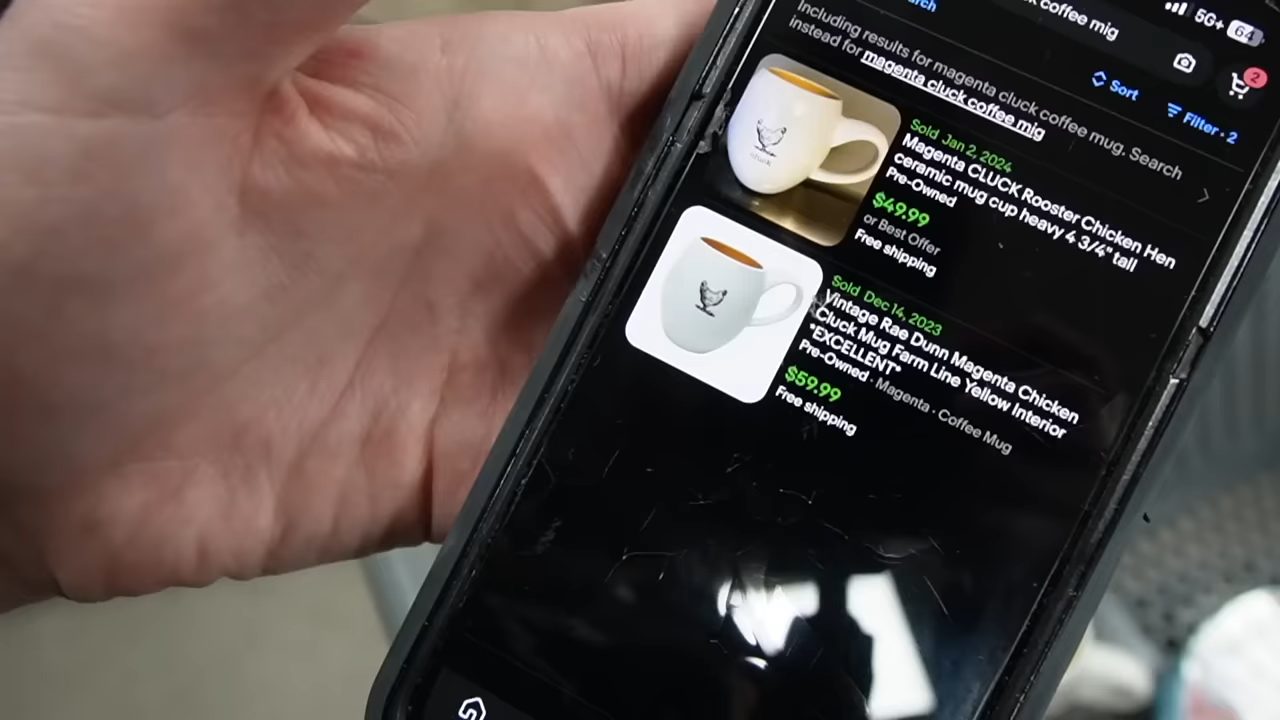 k coffee mig
5G+ 64
arch
Including results for magenta cluck coffee mug. Search
instead for magenta cluck coffee mig
2
Sort
Filter • 2
Sold Jan 2, 2024
Magenta CLUCK Rooster Chicken Hen
ceramic mug cup heavy 4 3/4" tall
Pre-Owned
$49.99
or Best Offer
Free shipping
cluck
Sold Dec 14, 2023
Vintage Rae Dunn Magenta Chicken
Cluck Mug Farm Line Yellow Interior
*EXCELLENT*
Pre-Owned · Magenta · Coffee Mug
$59.99
Free shipping